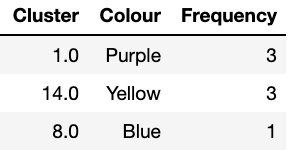 Cluster Colour Frequency
1.0 Purple 3
14.0 Yellow 3
8.0 Blue 1